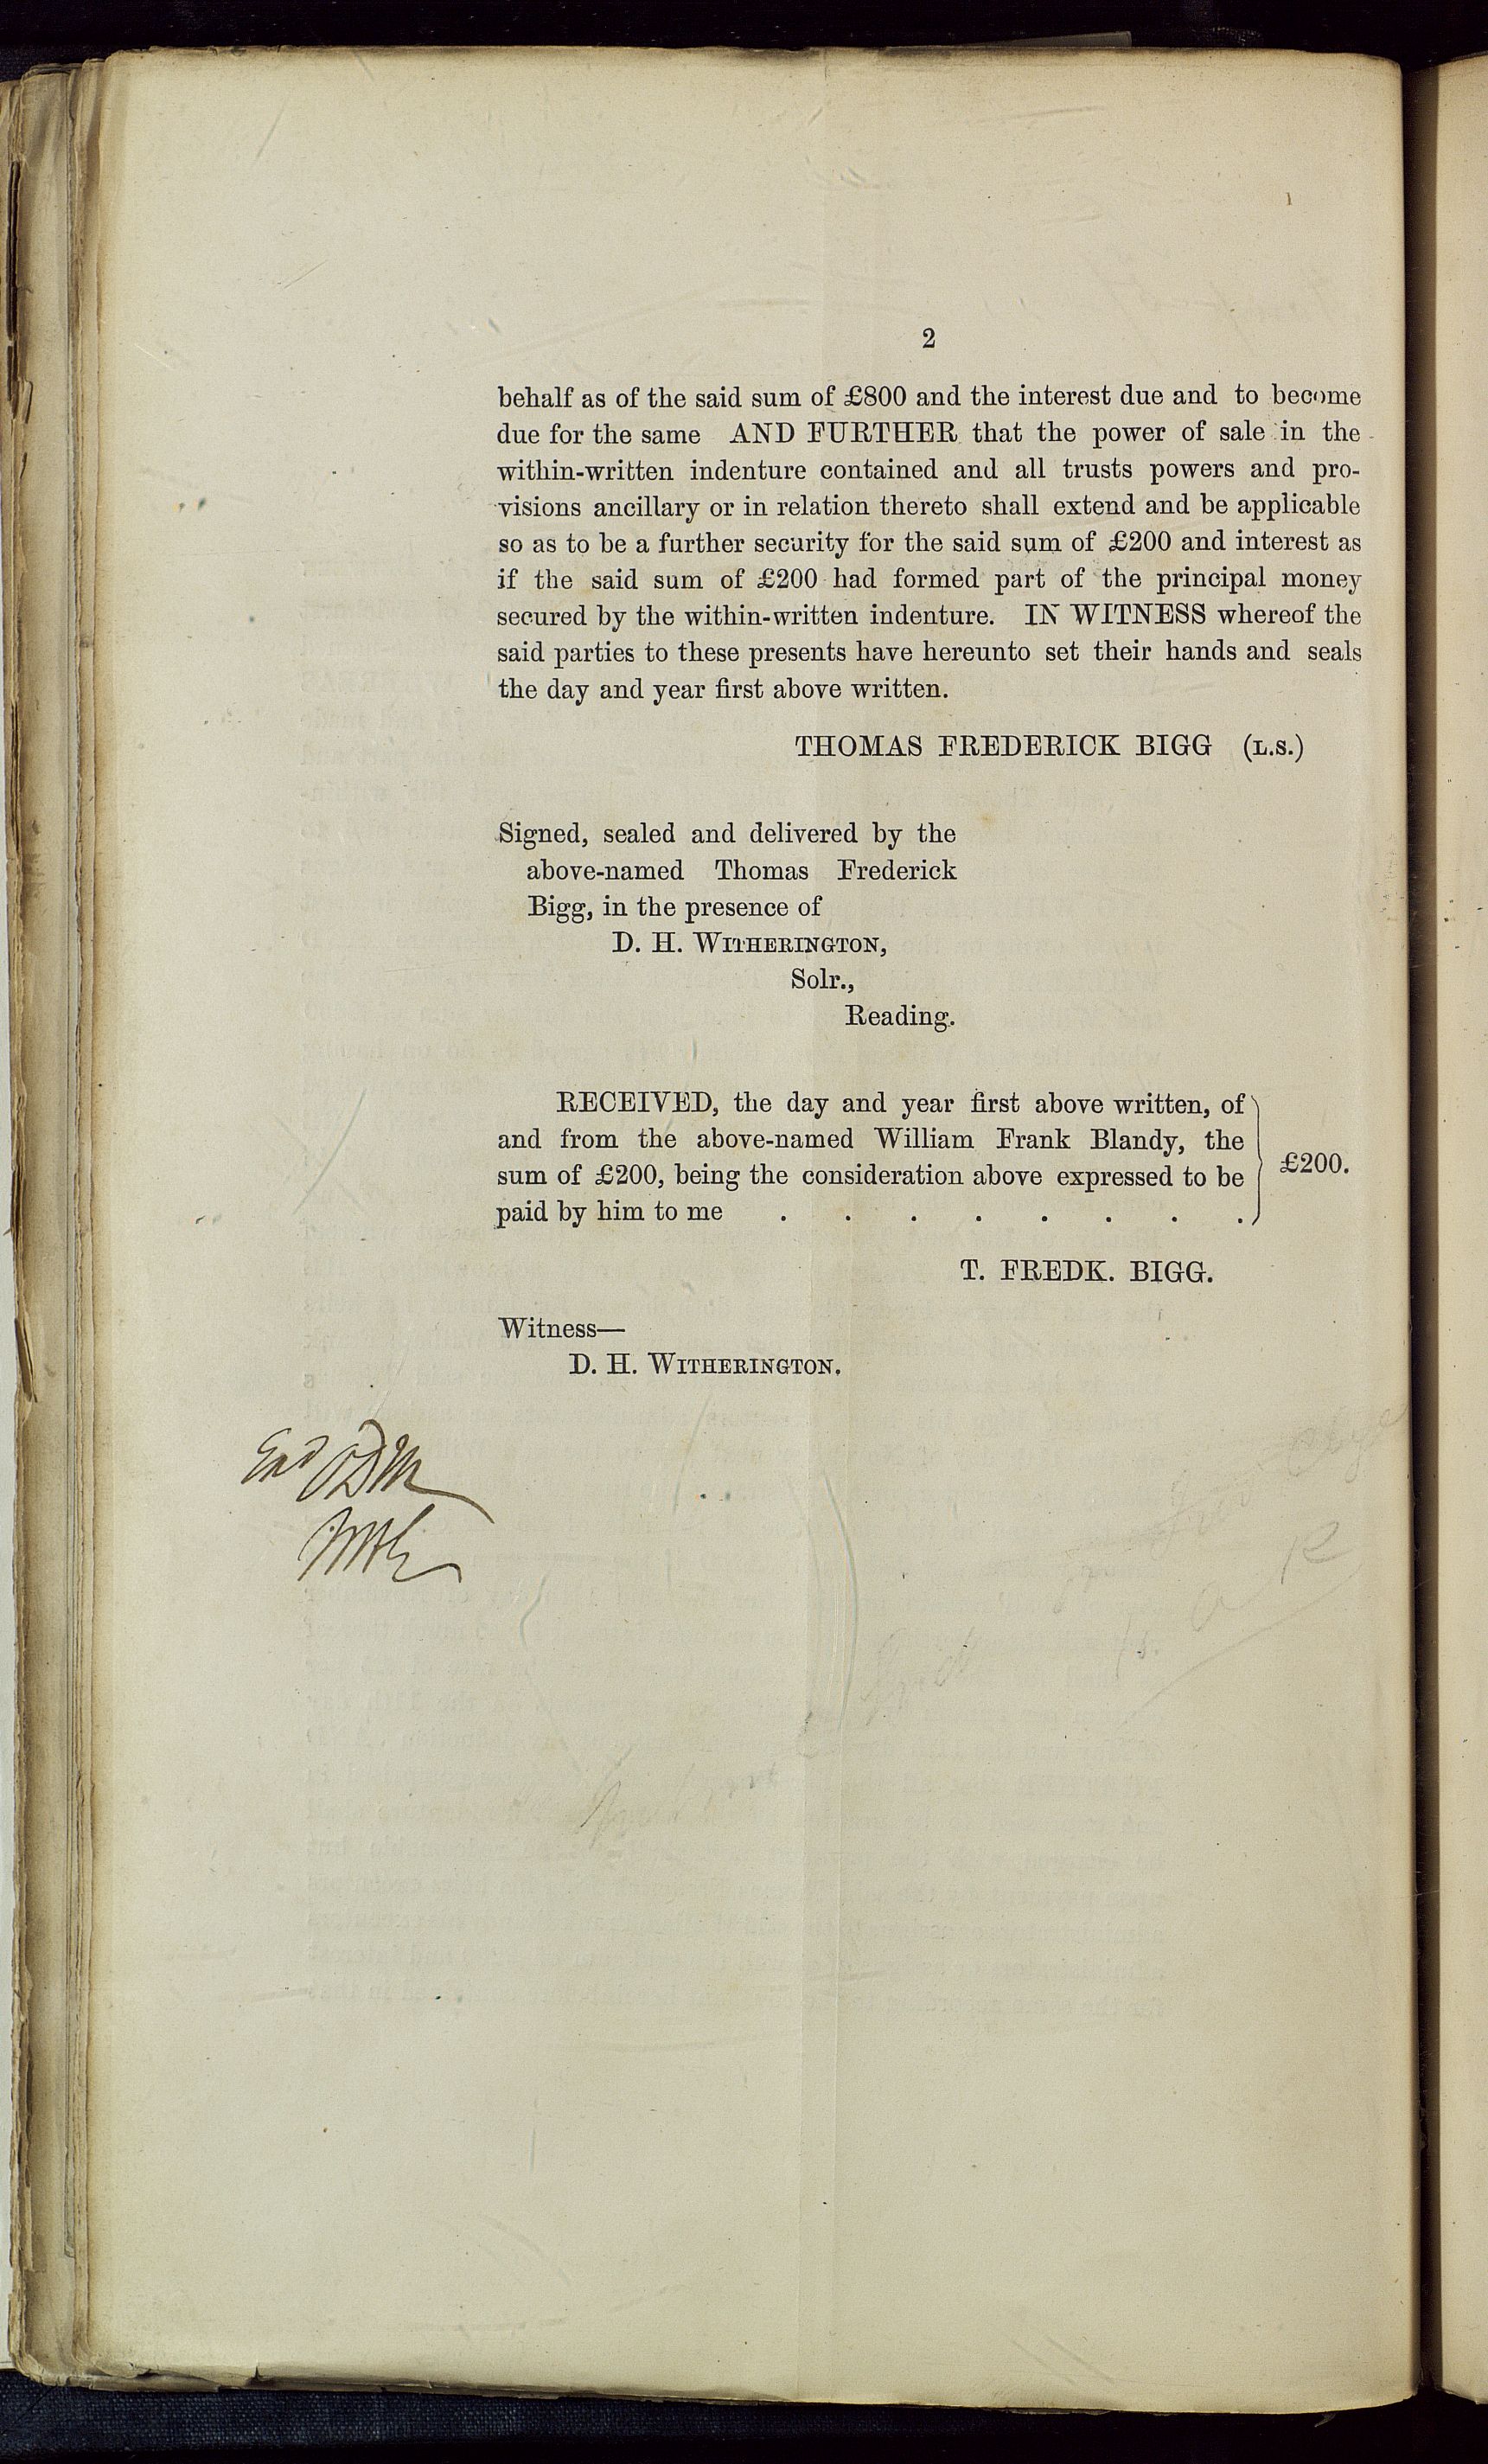 2
behalf as of the said sum of £800 and the interest due and to become
due for the same AND FURTHER that the power of sale in the
within-written indenture contained and all trusts powers and pro-
visions ancillary or in relation thereto shall extend and be applicable
so as to be a further security for the said sum of £200 and interest as
if the said sum of £200 had formed part of the principal money
secured by the within-written indenture. IN WITNESS whereof the
said parties to these presents have hereunto set their hands and seals
the day and year first above written.
THOMAS FREDERICK BIGG (L.S.)
Signed, sealed and delivered by the
above-named Thomas Frederick
Bigg, in the presence of
D. H. WITHERINGTON,
Solr.,
Reading.
RECEIVED, the day and year first above written, of
and from the above-named William Frank Blandy, the
sum of £200, being the consideration above expressed to be
paid by him to me . . . . . . . .
£200.
T. FREDK. BIGG.
Witness—
D. H. WITHERINGTON.